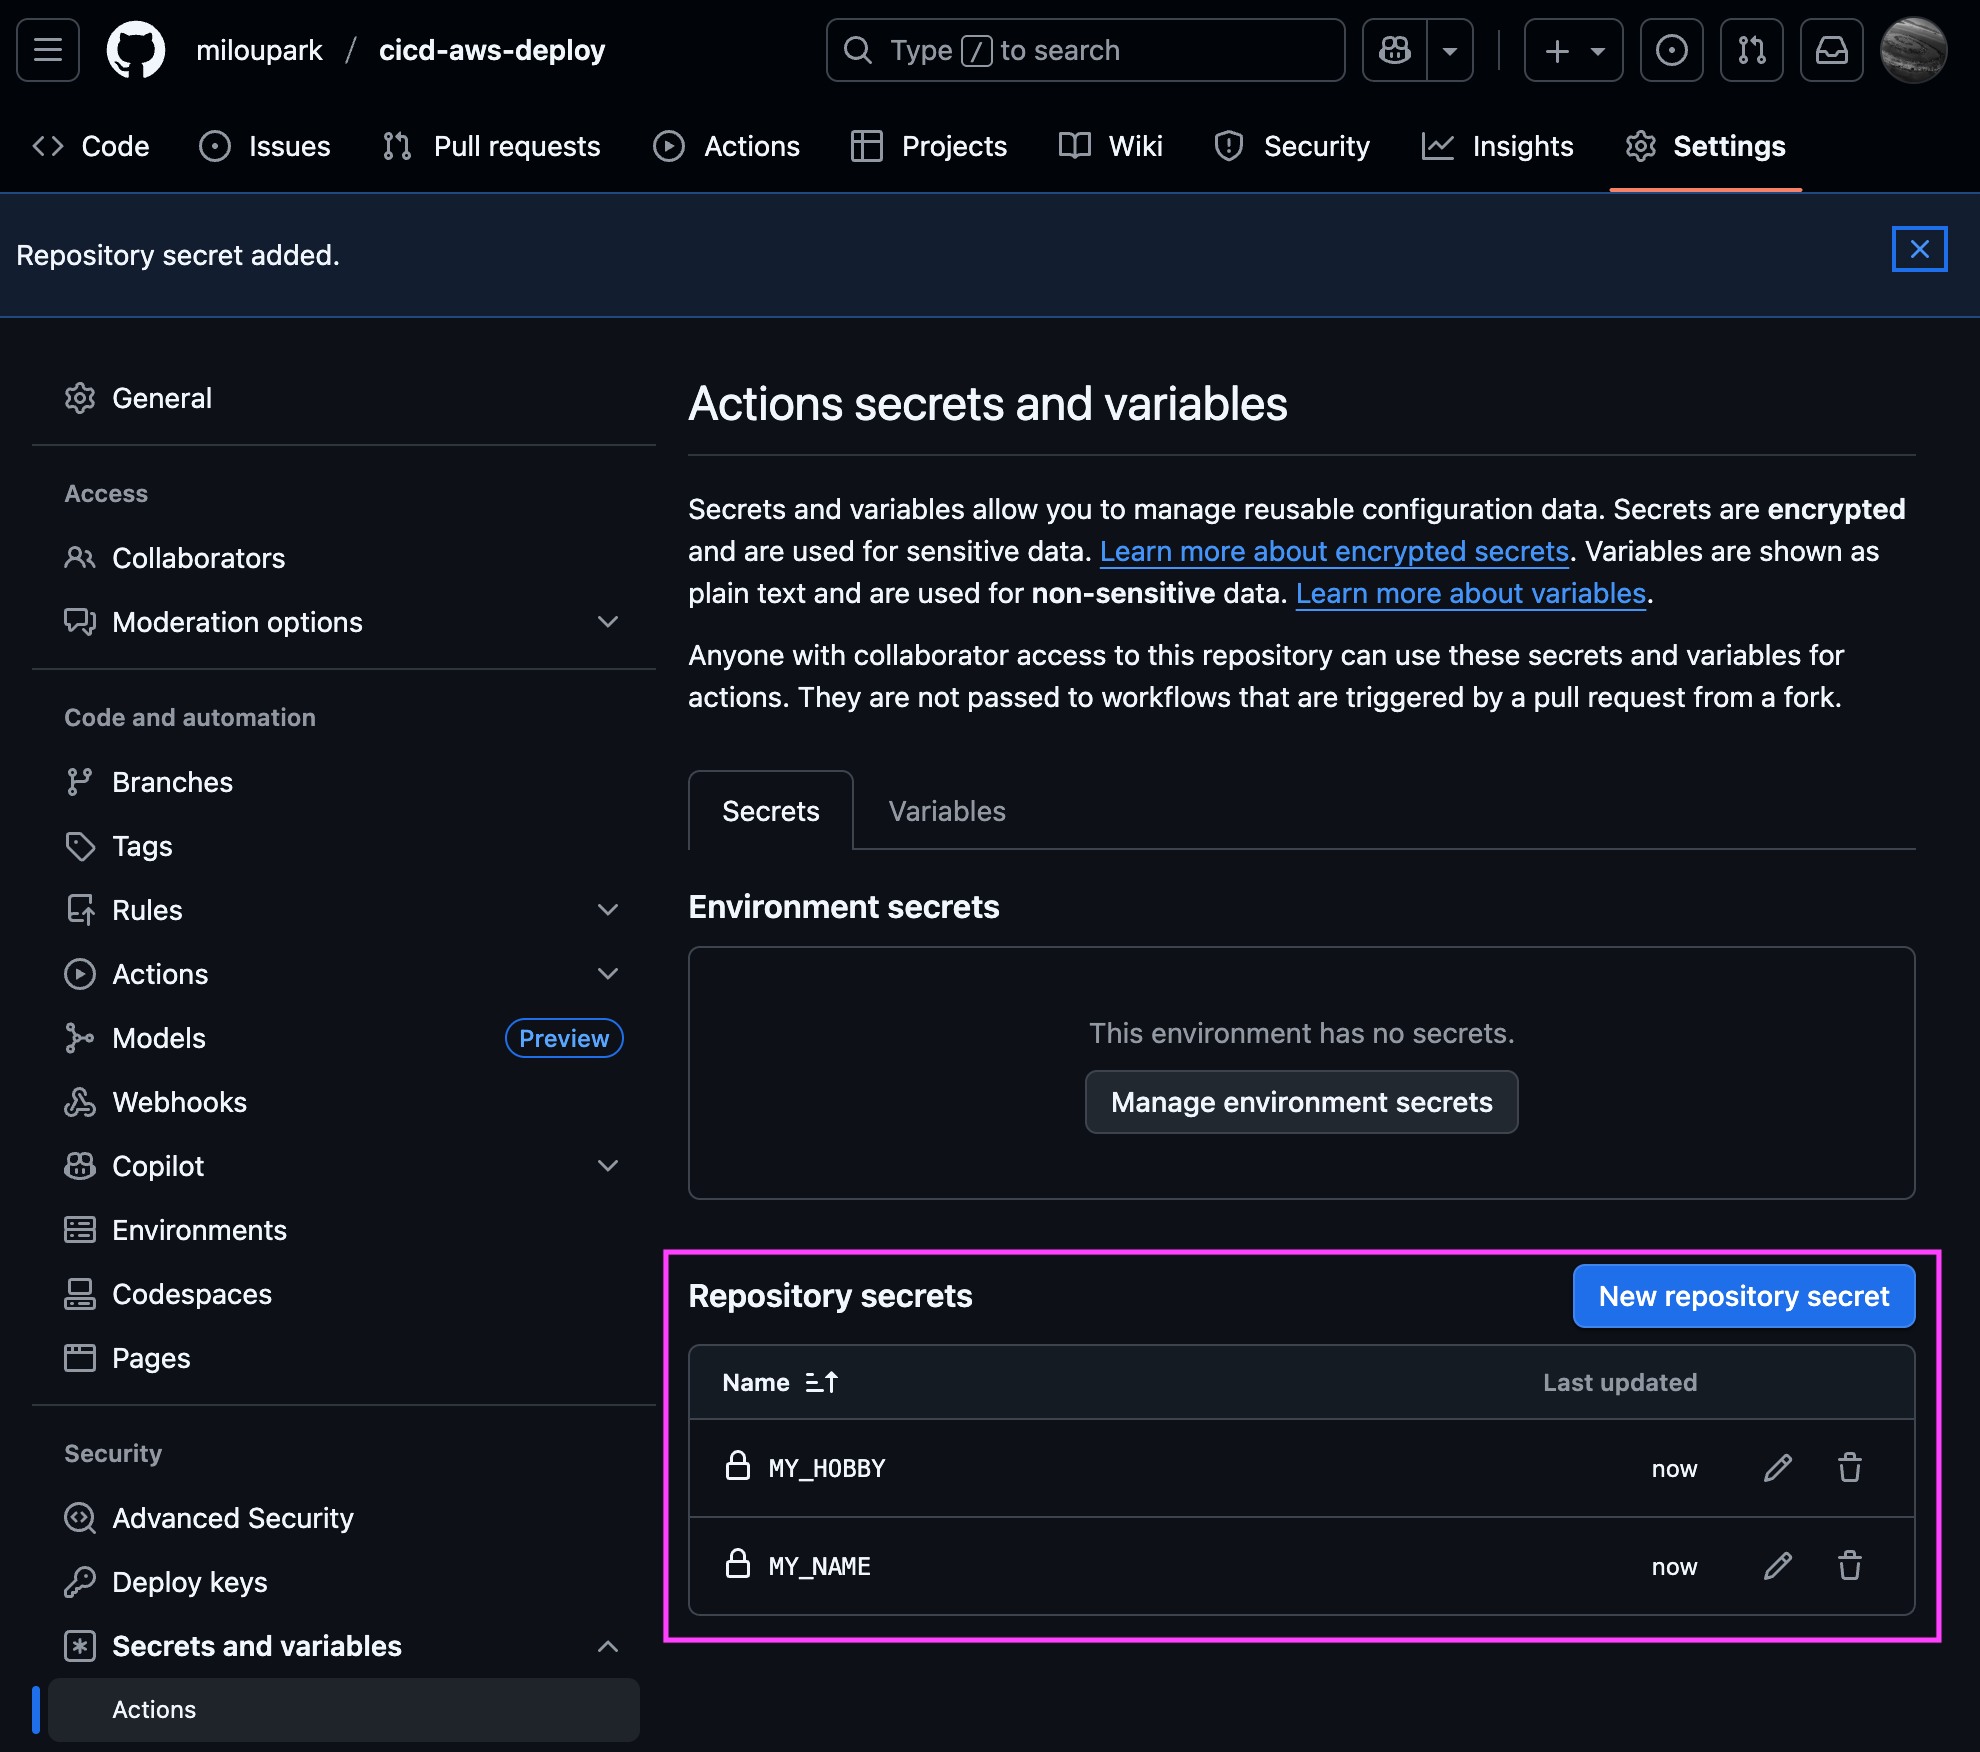 miloupark / cicd-aws-deploy
Type / to search
Code
Issues
Pull requests
Actions
Projects
Wiki
Security
Insights
Settings
Repository secret added.
General
Access
Collaborators
Moderation options
Code and automation
Branches
Tags
Rules
Actions
Models
Preview
Webhooks
Copilot
Environments
Codespaces
Pages
Security
Advanced Security
Deploy keys
Secrets and variables
Actions
Actions secrets and variables
Secrets and variables allow you to manage reusable configuration data. Secrets are encrypted
and are used for sensitive data. Learn more about encrypted secrets. Variables are shown as
plain text and are used for non-sensitive data. Learn more about variables.
Anyone with collaborator access to this repository can use these secrets and variables for
actions. They are not passed to workflows that are triggered by a pull request from a fork.
Secrets
Variables
Environment secrets
This environment has no secrets.
Manage environment secrets
Repository secrets
New repository secret
Name
Last updated
MY_HOBBY
now
MY_NAME
now